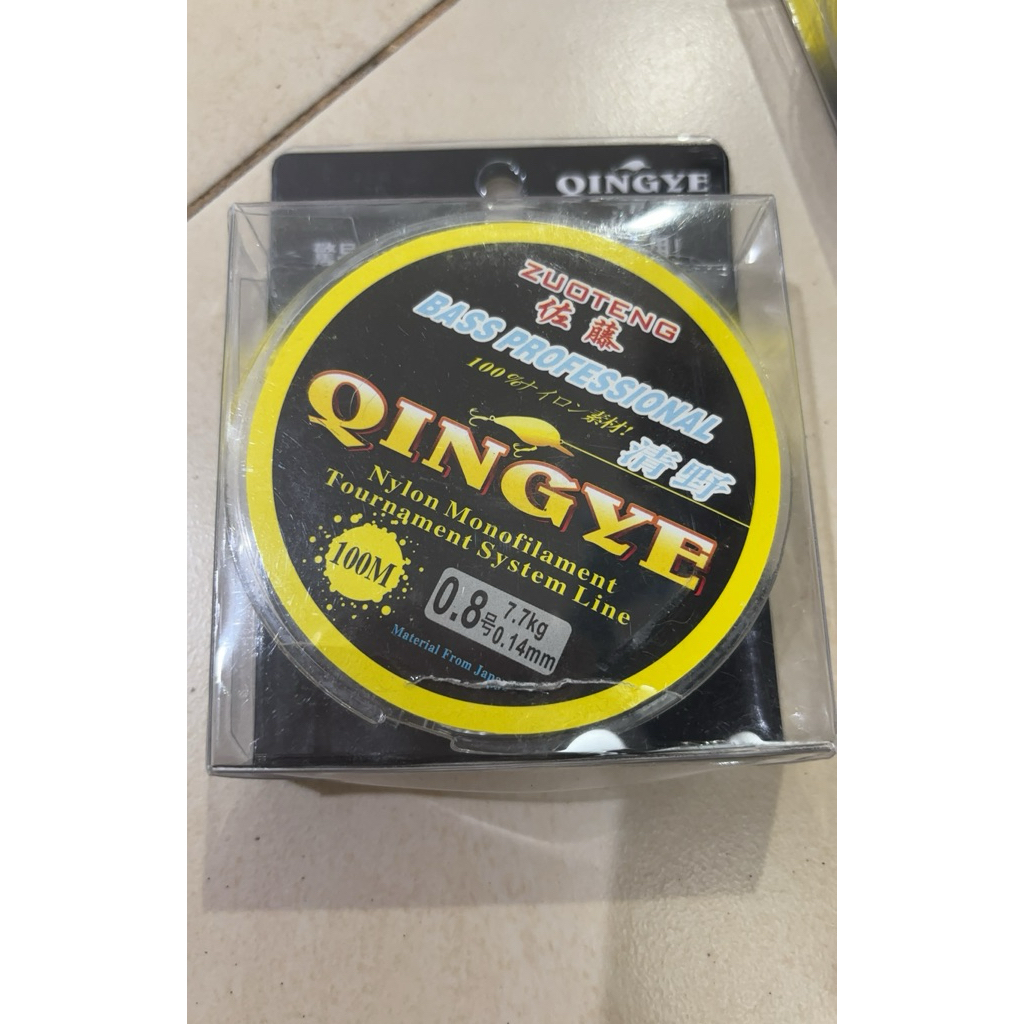 QINGYE
ZUOTENG
佐藤
BASS PROFESSIONAL
100%ナイロン素材!
清野
QINGYE
Nylon Monofilament
Tournament System Line
100M
0.8号 7.7kg
0.14mm
Material From Japan